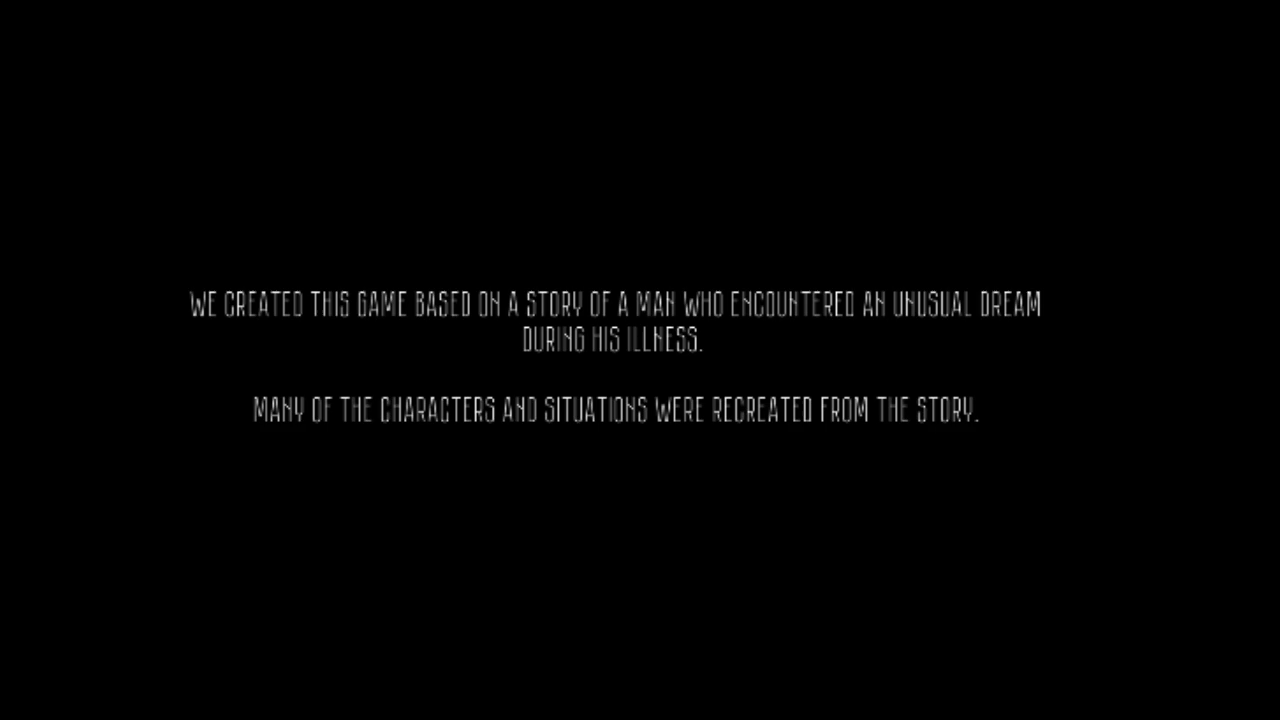 WE CREATED THIS GAME BASED ON A STORY OF A MAN WHO ENCOUNTERED AN UNUSUAL DREAM
DURING HIS ILLNESS.
MANY OF THE CHARACTERS AND SITUATIONS WERE RECREATED FROM THE STORY.